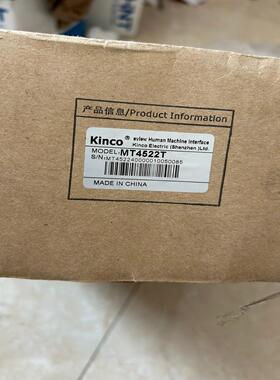 产品信息/Product Information
Kinco® eview Human Machine Interface
Kinco Electric (Shenzhen) Ltd.
MODEL:MT4522T
S/N:MT452240000010050085
MADE IN CHINA